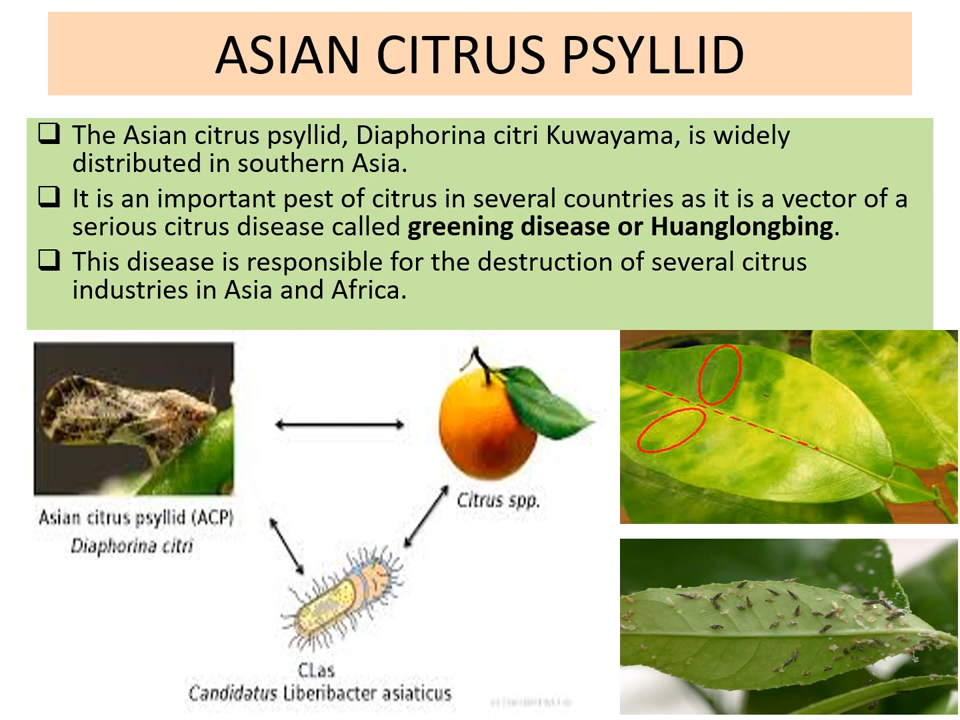 ASIAN CITRUS PSYLLID
❑ The Asian citrus psyllid, Diaphorina citri Kuwayama, is widely
distributed in southern Asia.
❑ It is an important pest of citrus in several countries as it is a vector of a
serious citrus disease called greening disease or Huanglongbing.
❑ This disease is responsible for the destruction of several citrus
industries in Asia and Africa.
Asian citrus psyllid (ACP)
Diaphorina citri
Citrus spp.
CLas
Candidatus Liberibacter asiaticus